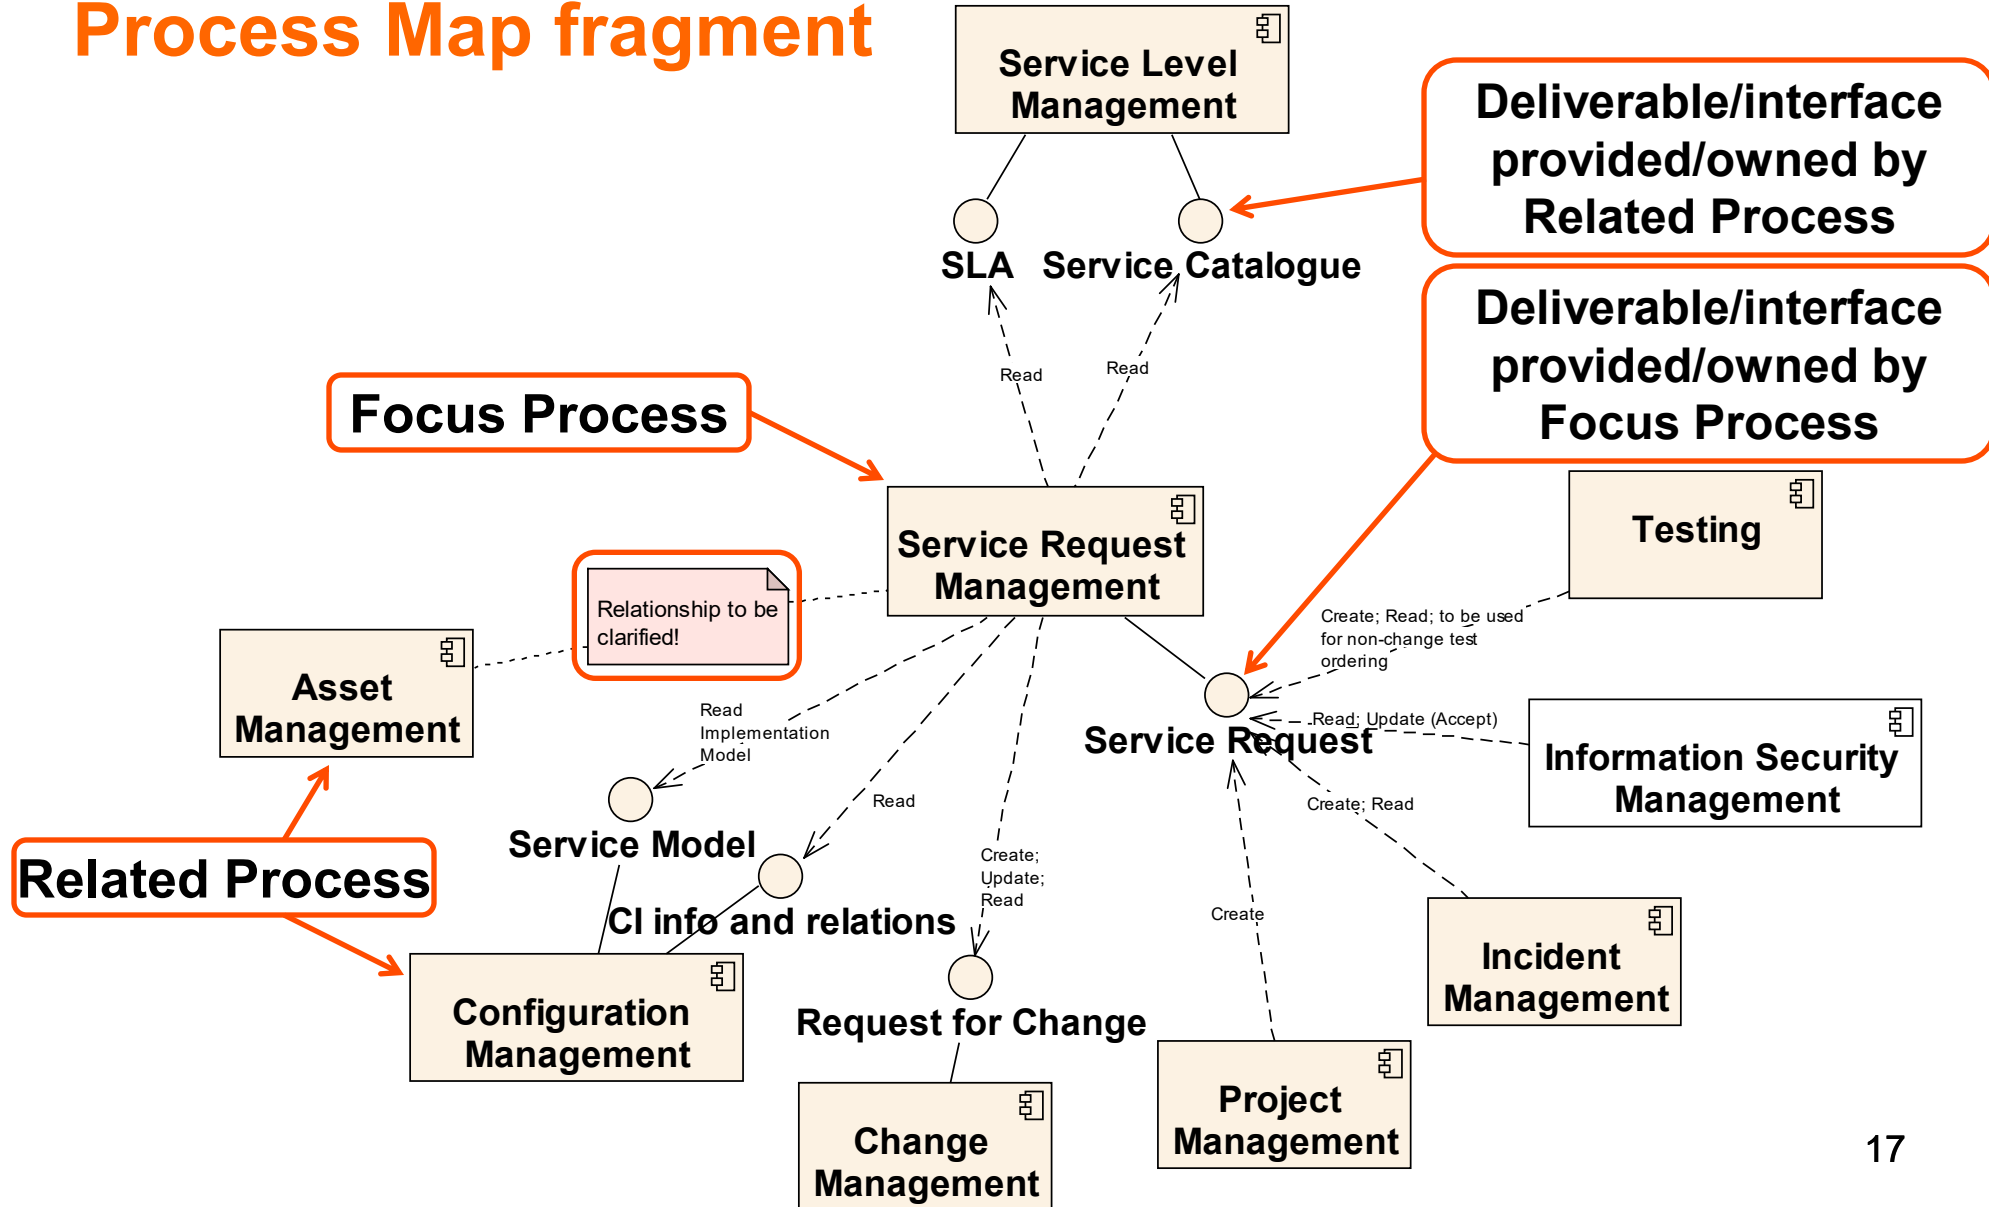 Process Map fragment
Service Level
Management
Deliverable/interface
provided/owned by
Related Process
SLA
Service Catalogue
Deliverable/interface
provided/owned by
Focus Process
Read
Read
Focus Process
Service Request
Management
Testing
Relationship to be
clarified!
Create; Read; to be used
for non-change test
ordering
Asset
Management
Read
Implementation
Model
Read; Update (Accept)
Service Request
Information Security
Management
Read
Create; Read
Service Model
Related Process
Create;
Update;
Read
CI info and relations
Create
Incident
Management
Configuration
Management
Request for Change
Project
Management
Change
Management
17